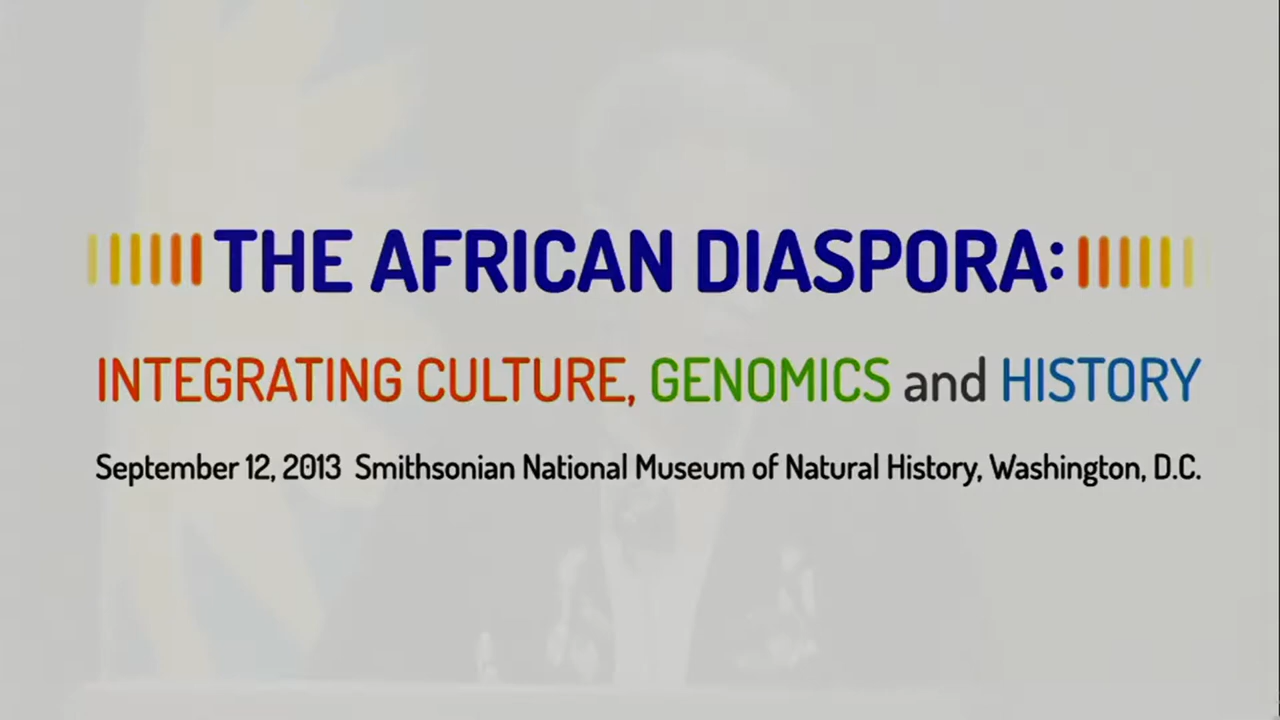 THE AFRICAN DIASPORA:
INTEGRATING CULTURE, GENOMICS and HISTORY
September 12, 2013 Smithsonian National Museum of Natural History, Washington, D.C.